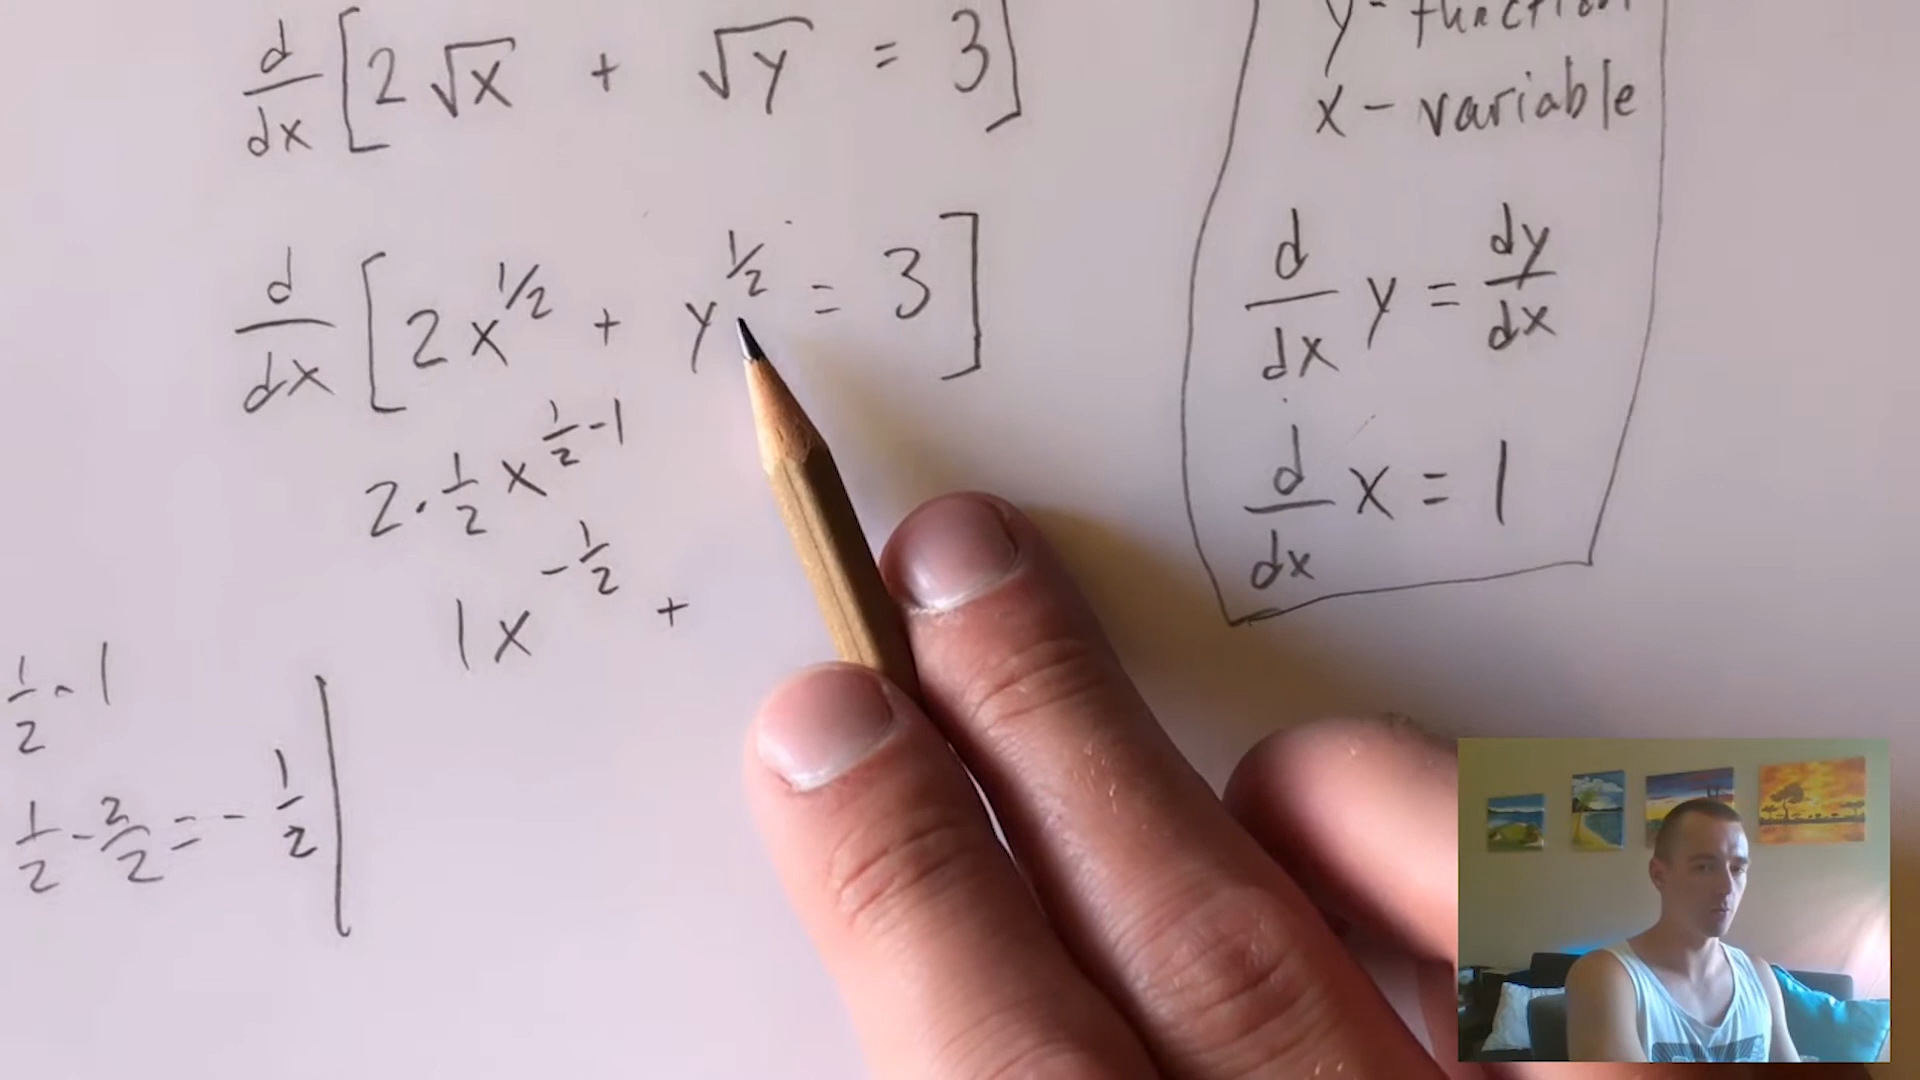 d/dx [2√x + √y = 3]
d/dx [2x^1/2 + y^1/2 = 3]
2 · 1/2 x^1/2 - 1
1x^-1/2 +
1/2 - 1
1/2 - 2/2 = - 1/2
y - function
x - variable
d/dx y = dy/dx
d/dx x = 1